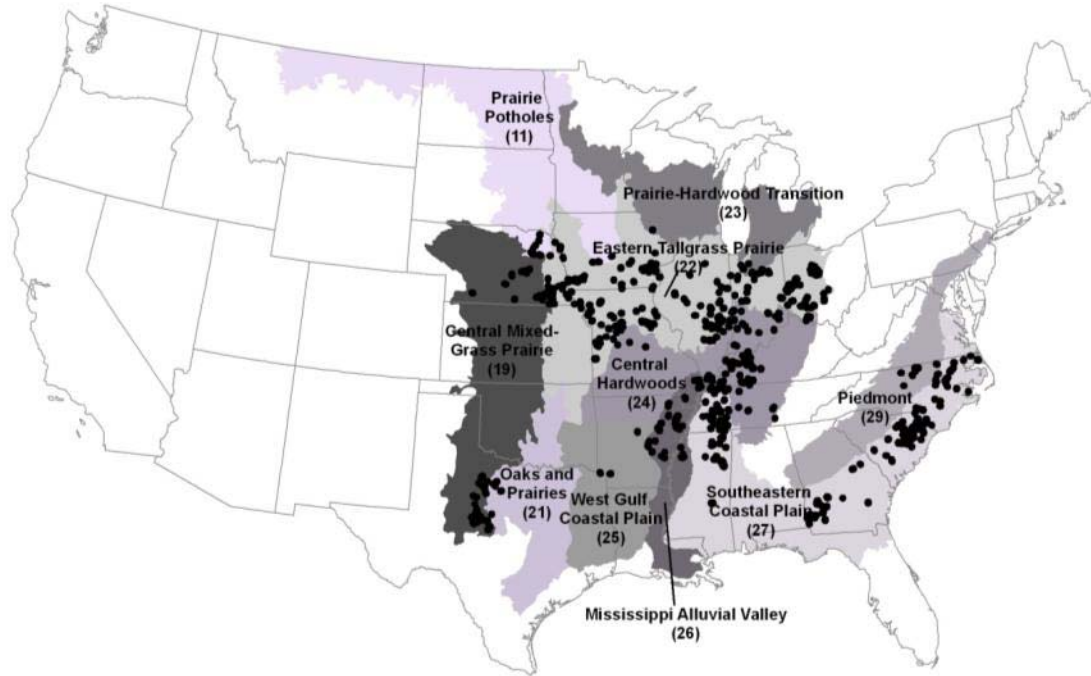 Prairie
Potholes
(11)
Prairie-Hardwood Transition
(23)
Eastern Tallgrass Prairie
(22)
Central Mixed-
Grass Prairie
(19)
Central
Hardwoods
(24)
Piedmont
(29)
Oaks and
Prairies
(21)
West Gulf
Coastal Plain
(25)
Southeastern
Coastal Plain
(27)
Mississippi Alluvial Valley
(26)